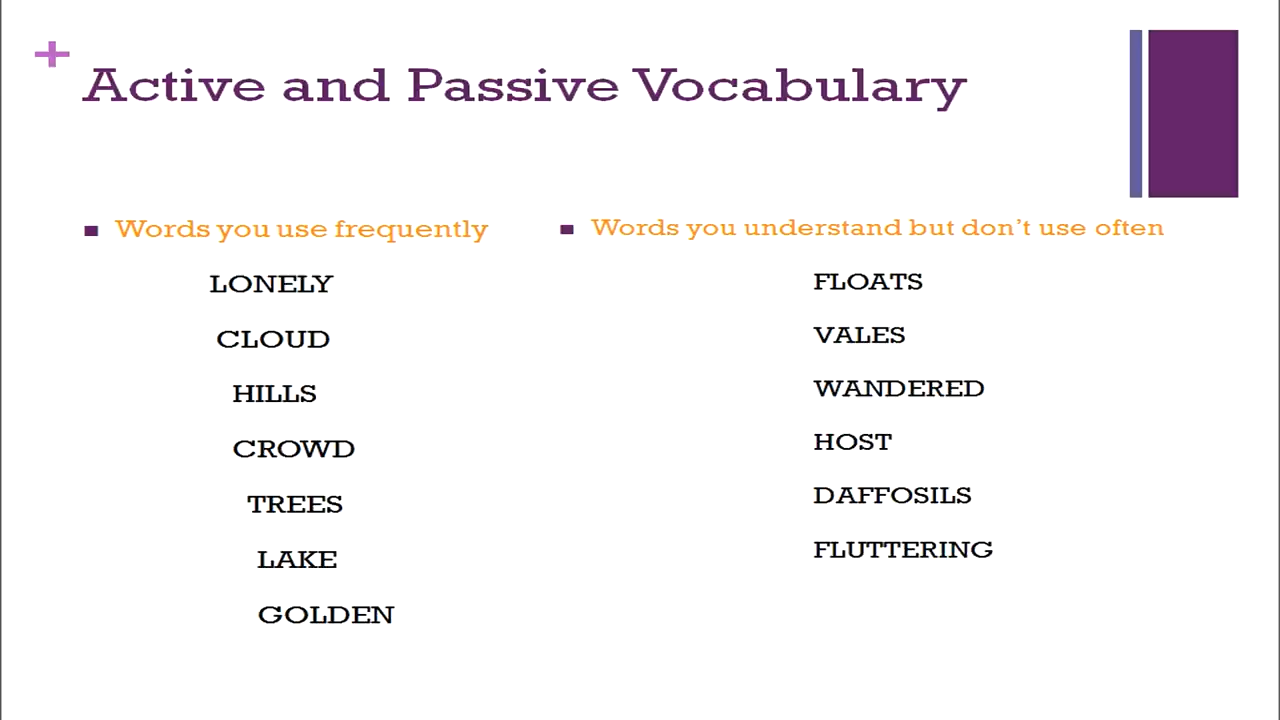 Active and Passive Vocabulary
Words you use frequently
LONELY
CLOUD
HILLS
CROWD
TREES
LAKE
GOLDEN
Words you understand but don't use often
FLOATS
VALES
WANDERED
HOST
DAFFOSILS
FLUTTERING